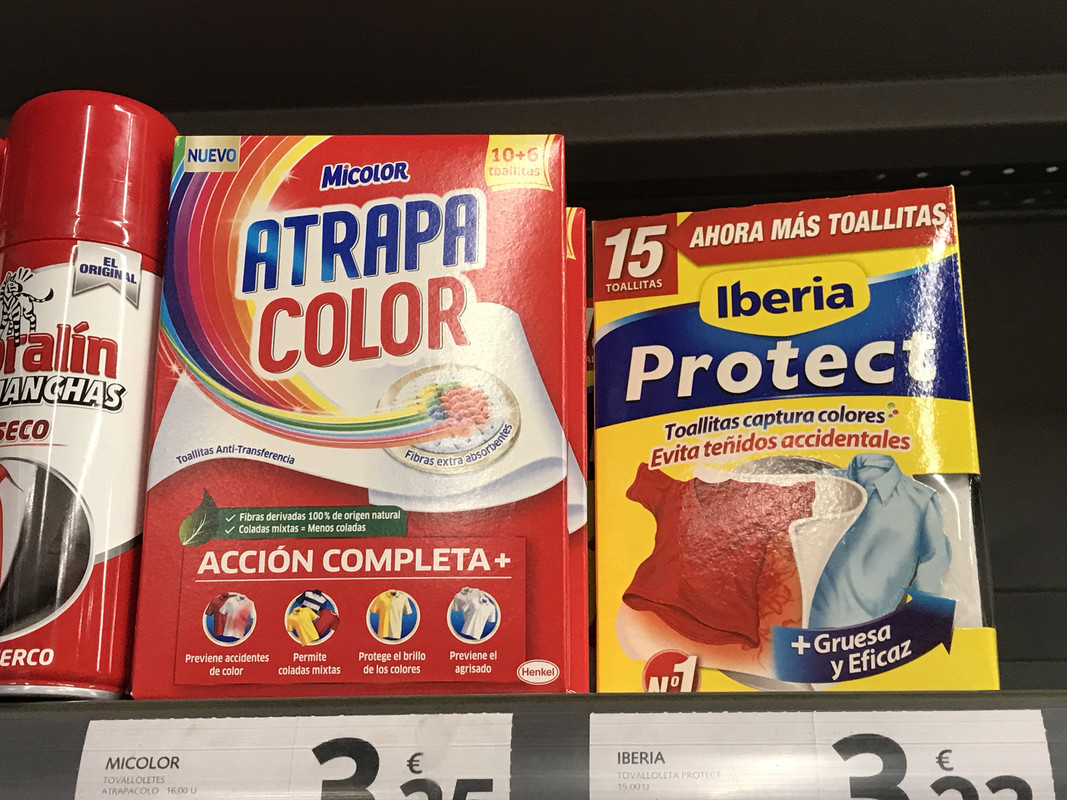 EL
ORIGINAL
SECO
NUEVO
10+6
toallitas
Micolor
ATRAPA
COLOR
Toallitas Anti-Transferencia
Fibras extra absorbentes
✓ Fibras derivadas 100% de origen natural
✓ Coladas mixtas = Menos coladas
ACCIÓN COMPLETA+
Previene accidentes
de color
Permite
coladas mixtas
Protege el brillo
de los colores
Previene el
agrisado
Henkel
15
TOALLITAS
AHORA MÁS TOALLITAS
Iberia
Protect
Toallitas captura colores
Evita teñidos accidentales
+Gruesa
y Eficaz
Nº1
MICOLOR
TOVALLOLETES
ATRAPACOLO 16,00 U
3 €
IBERIA
TOVALLOLETA PROTECT
15,00 U
3 €